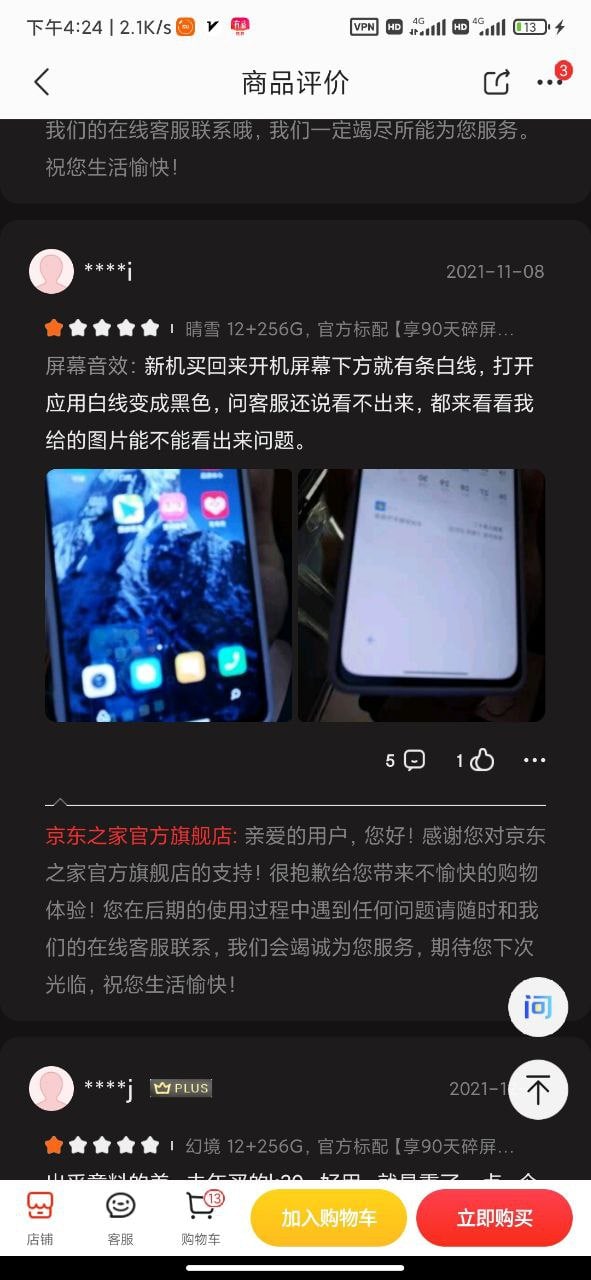 下午4:24 | 2.1K/s
VPN HD 4G HD 4G 13
商品评价
3
我们的在线客服联系哦，我们一定竭尽所能为您服务。
祝您生活愉快！
****i
2021-11-08
晴雪 12+256G，官方标配【享90天碎屏...
屏幕音效：新机买回来开机屏幕下方就有条白线，打开
应用白线变成黑色，问客服还说看不出来，都来看看我
给的图片能不能看出来问题。
5
1
京东之家官方旗舰店：亲爱的用户，您好！感谢您对京东
之家官方旗舰店的支持！很抱歉给您带来不愉快的购物
体验！您在后期的使用过程中遇到任何问题请随时和我
们的在线客服联系，我们会竭诚为您服务，期待您下次
光临，祝您生活愉快！
问
****j
PLUS
2021-1
幻境 12+256G，官方标配【享90天碎屏...
店铺
客服
13
购物车
加入购物车
立即购买